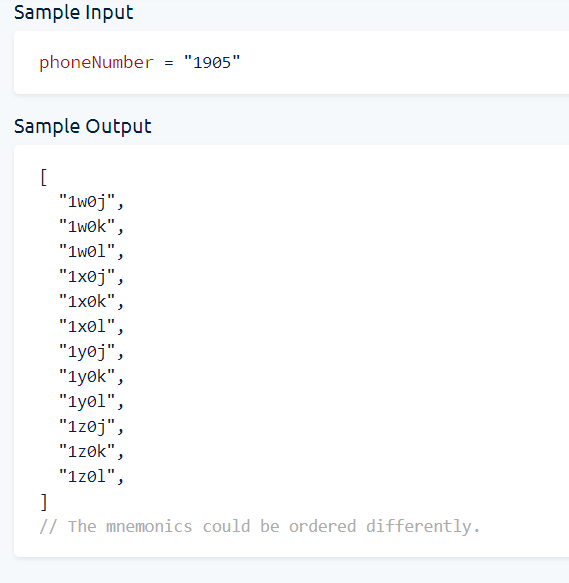 Sample Input
phoneNumber = "1905"
Sample Output
[
"1w0j",
"1w0k",
"1w0l",
"1x0j",
"1x0k",
"1x0l",
"1y0j",
"1y0k",
"1y0l",
"1z0j",
"1z0k",
"1z0l",
]
// The mnemonics could be ordered differently.